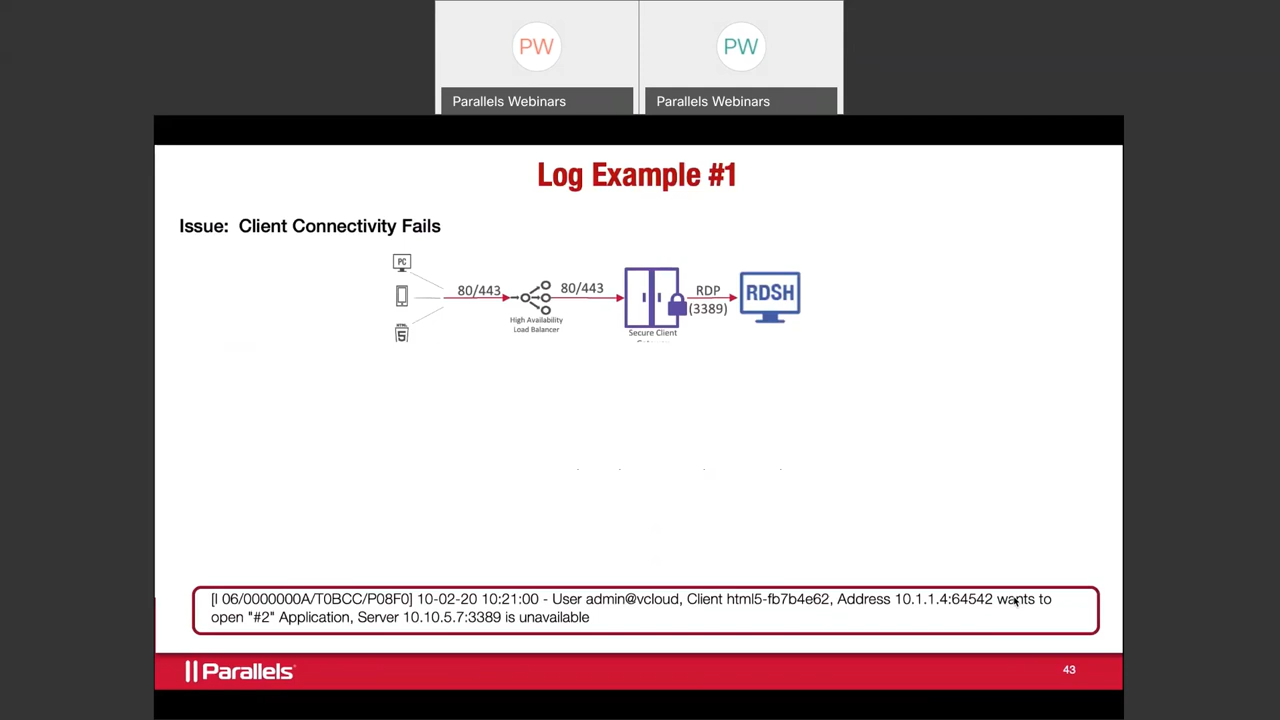 PW
PW
Parallels Webinars
Parallels Webinars
Log Example #1
Issue: Client Connectivity Fails
PC
80/443
80/443
RDP
(3389)
RDSH
High Availability
Load Balancer
Secure Client
HTML
5
[I 06/0000000A/T0BCC/P08F0] 10-02-20 10:21:00 - User admin@vcloud, Client html5-fb7b4e62, Address 10.1.1.4:64542 wants to
open "#2" Application, Server 10.10.5.7:3389 is unavailable
Parallels
43